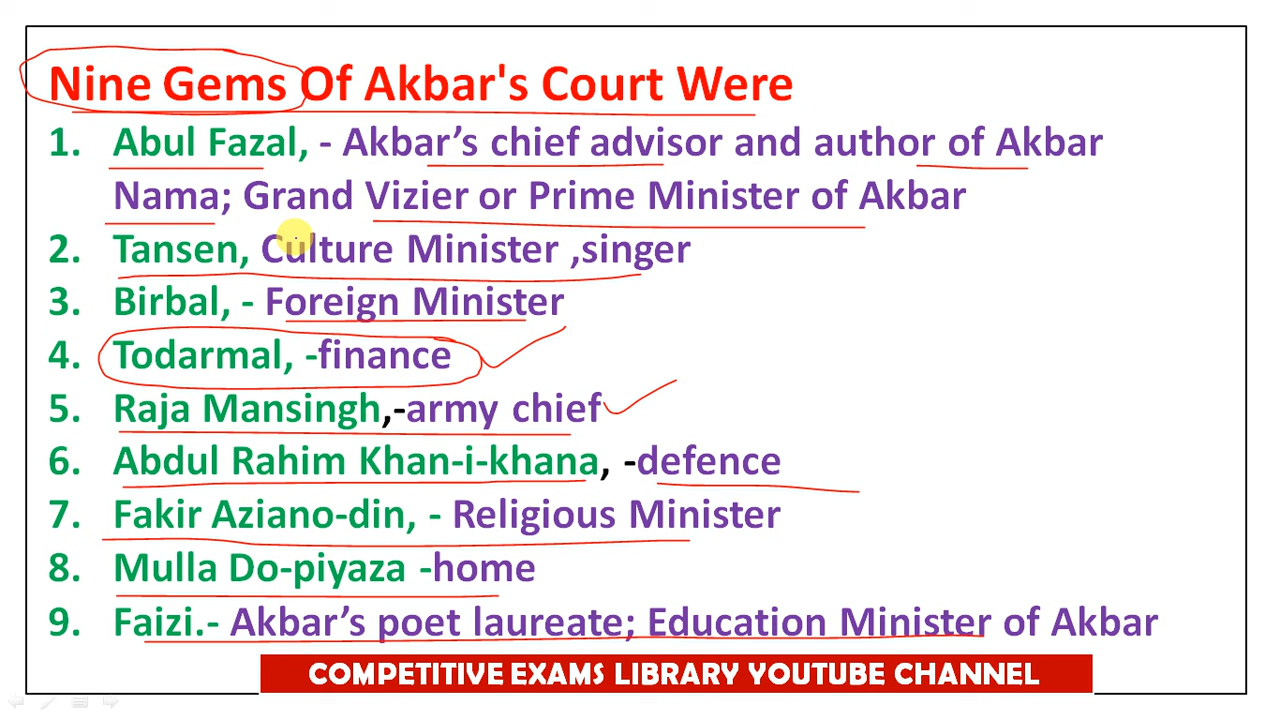 Nine Gems Of Akbar's Court Were
1. Abul Fazal, - Akbar’s chief advisor and author of Akbar
Nama; Grand Vizier or Prime Minister of Akbar
2. Tansen, Culture Minister ,singer
3. Birbal, - Foreign Minister
4. Todarmal, -finance
5. Raja Mansingh,-army chief
6. Abdul Rahim Khan-i-khana, -defence
7. Fakir Aziano-din, - Religious Minister
8. Mulla Do-piyaza -home
9. Faizi.- Akbar’s poet laureate; Education Minister of Akbar
COMPETITIVE EXAMS LIBRARY YOUTUBE CHANNEL